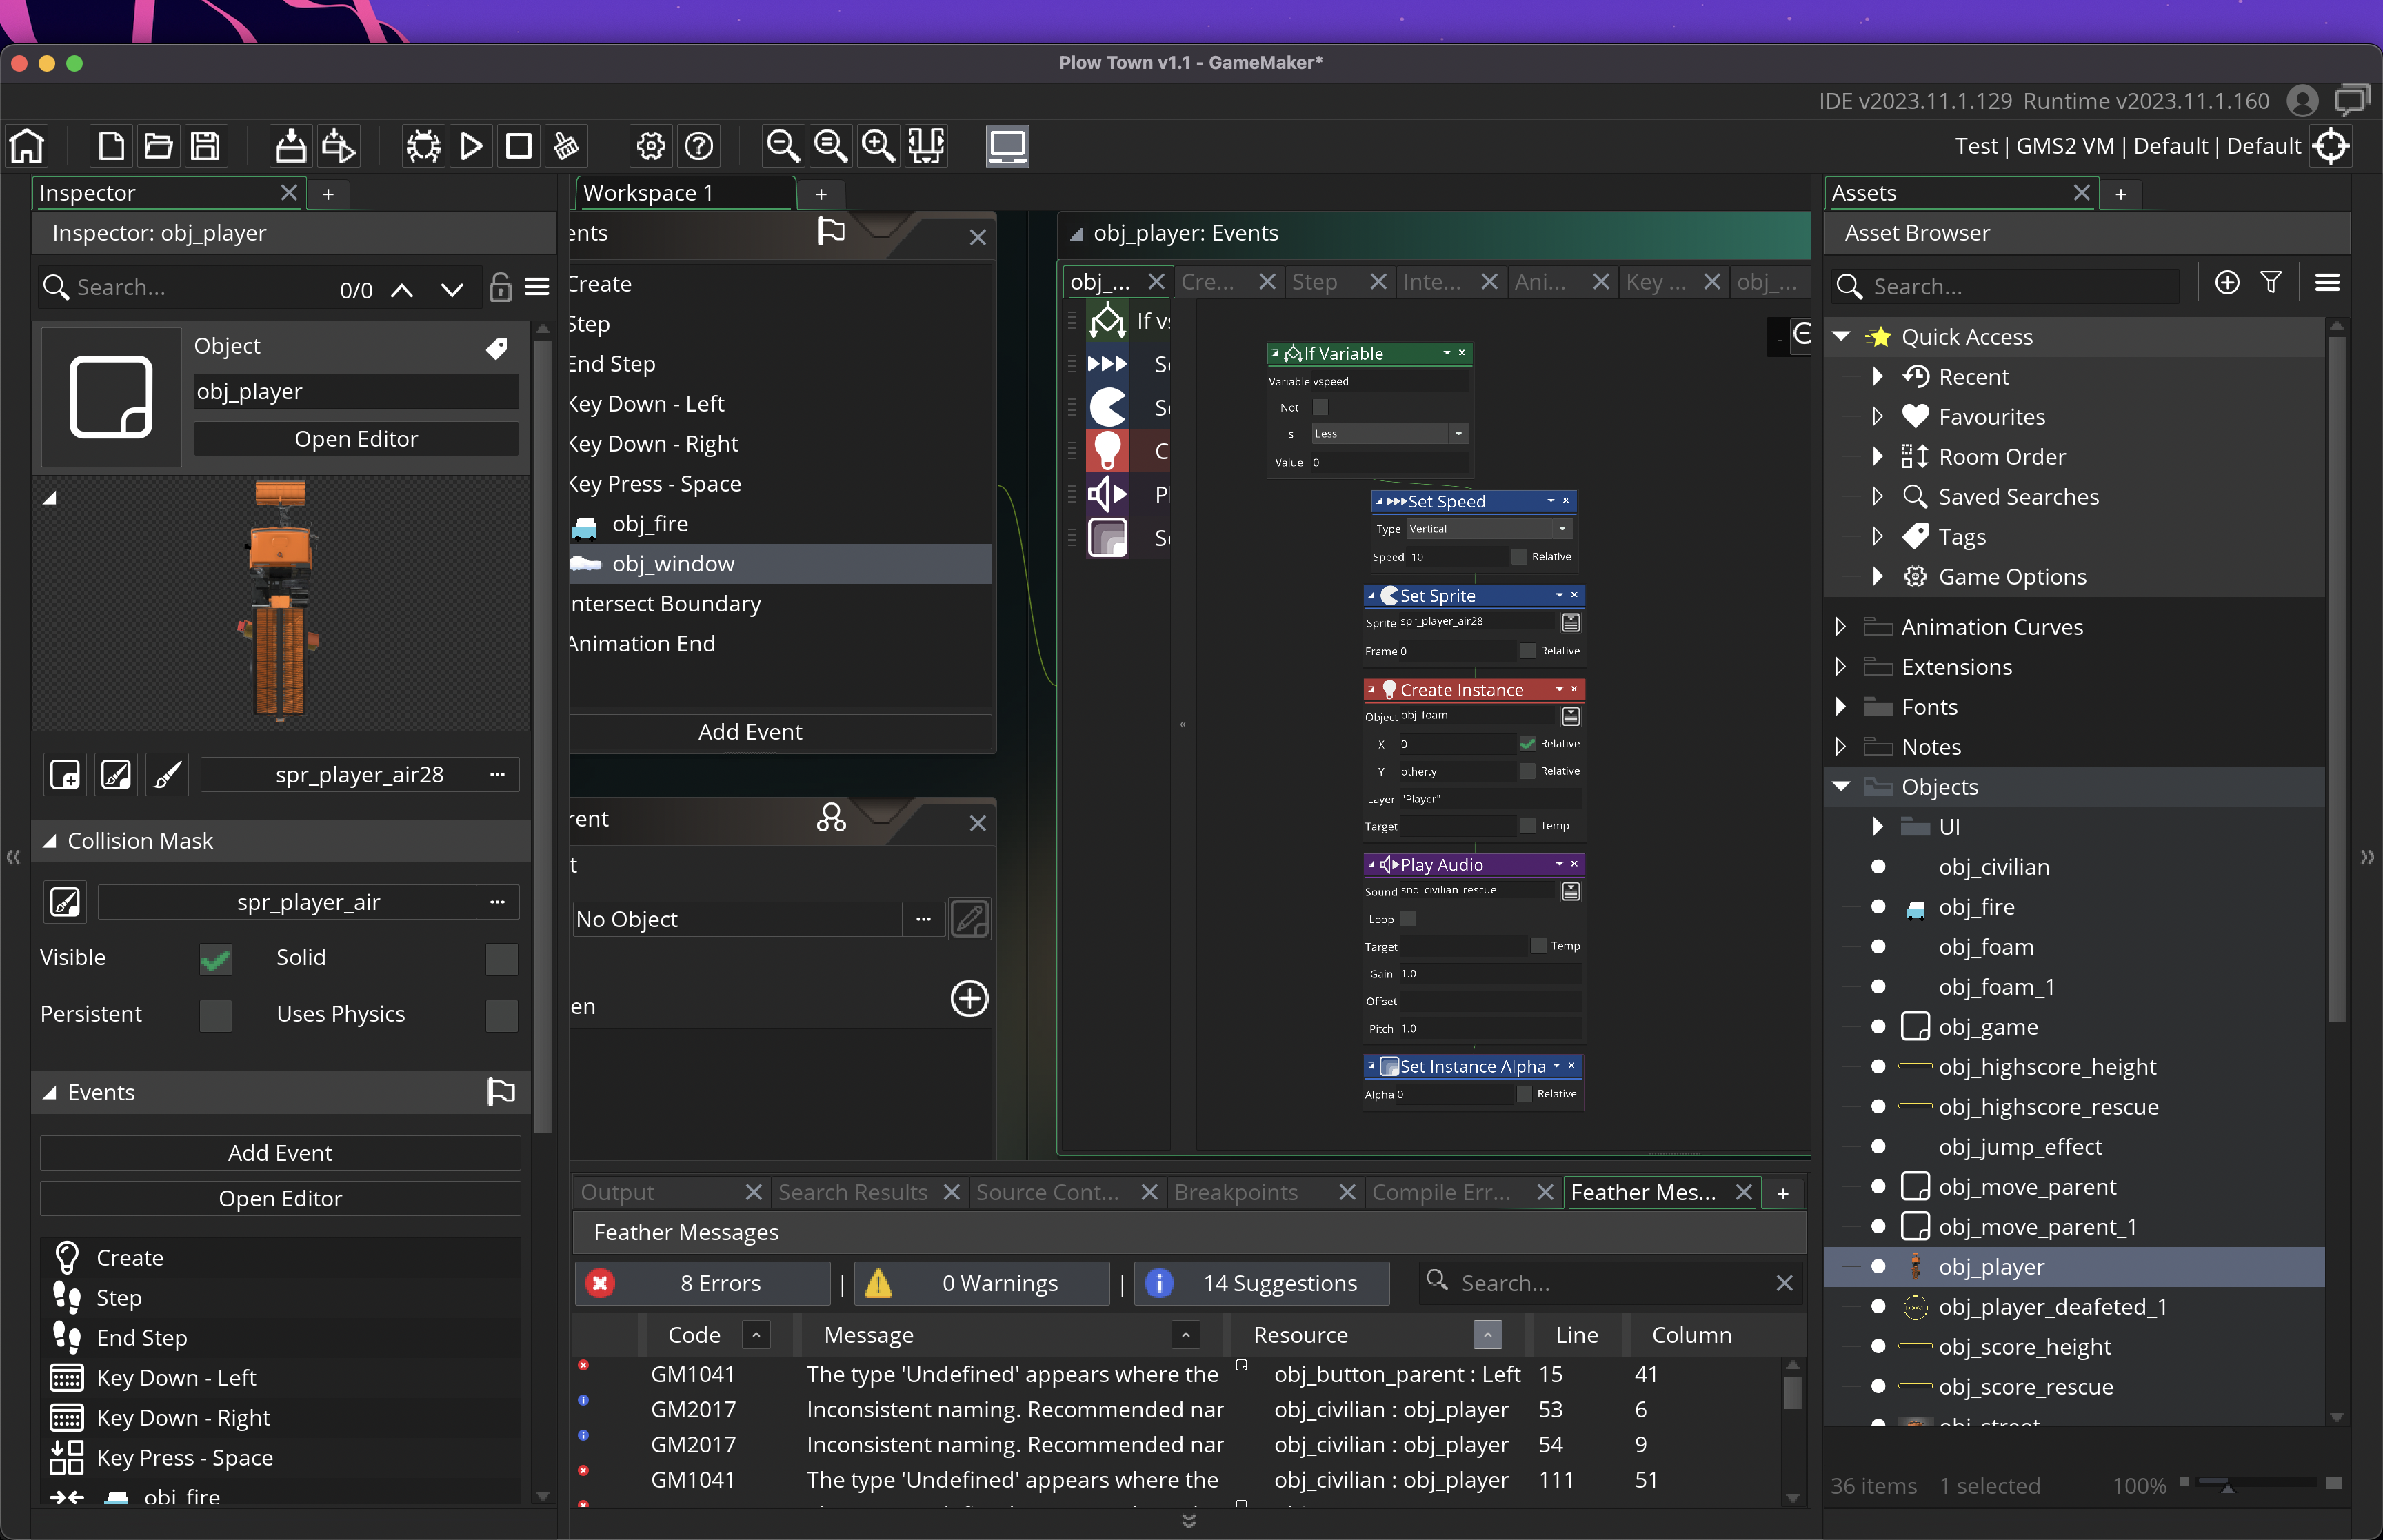 Plow Town v1.1 - GameMaker*
IDE v2023.11.1.129 Runtime v2023.11.1.160
Test | GMS2 VM | Default | Default
Inspector
Inspector: obj_player
Search...
0/0
Object
obj_player
Open Editor
spr_player_air28
...
Collision Mask
spr_player_air
...
Visible
Solid
Persistent
Uses Physics
Events
Add Event
Open Editor
Create
Step
End Step
Key Down - Left
Key Down - Right
Key Press - Space
obj_fire
Workspace 1
ents
Create
Step
End Step
Key Down - Left
Key Down - Right
Key Press - Space
obj_fire
obj_window
ntersect Boundary
Animation End
Add Event
rent
t
No Object
...
en
obj_player: Events
obj_...
Cre...
Step
Inte...
Ani...
Key ...
obj_...
If vs
Se
Se
C
P
Se
If Variable
Variable vspeed
Not
Is Less
Value 0
Set Speed
Type Vertical
Speed -10 Relative
Set Sprite
Sprite spr_player_air28
Frame 0 Relative
Create Instance
Object obj_foam
X 0 Relative
Y other.y Relative
Layer "Player"
Target Temp
Play Audio
Sound snd_civilian_rescue
Loop
Target Temp
Gain 1.0
Offset
Pitch 1.0
Set Instance Alpha
Alpha 0 Relative
Output
Search Results
Source Cont...
Breakpoints
Compile Err...
Feather Mes...
Feather Messages
8 Errors | 0 Warnings | 14 Suggestions
Search...
Code Message Resource Line Column
GM1041 The type 'Undefined' appears where the obj_button_parent : Left 15 41
GM2017 Inconsistent naming. Recommended nar obj_civilian : obj_player 53 6
GM2017 Inconsistent naming. Recommended nar obj_civilian : obj_player 54 9
GM1041 The type 'Undefined' appears where the obj_civilian : obj_player 111 51
Assets
Asset Browser
Search...
Quick Access
Recent
Favourites
Room Order
Saved Searches
Tags
Game Options
Animation Curves
Extensions
Fonts
Notes
Objects
UI
obj_civilian
obj_fire
obj_foam
obj_foam_1
obj_game
obj_highscore_height
obj_highscore_rescue
obj_jump_effect
obj_move_parent
obj_move_parent_1
obj_player
obj_player_deafeted_1
obj_score_height
obj_score_rescue
obj_street
36 items 1 selected 100%